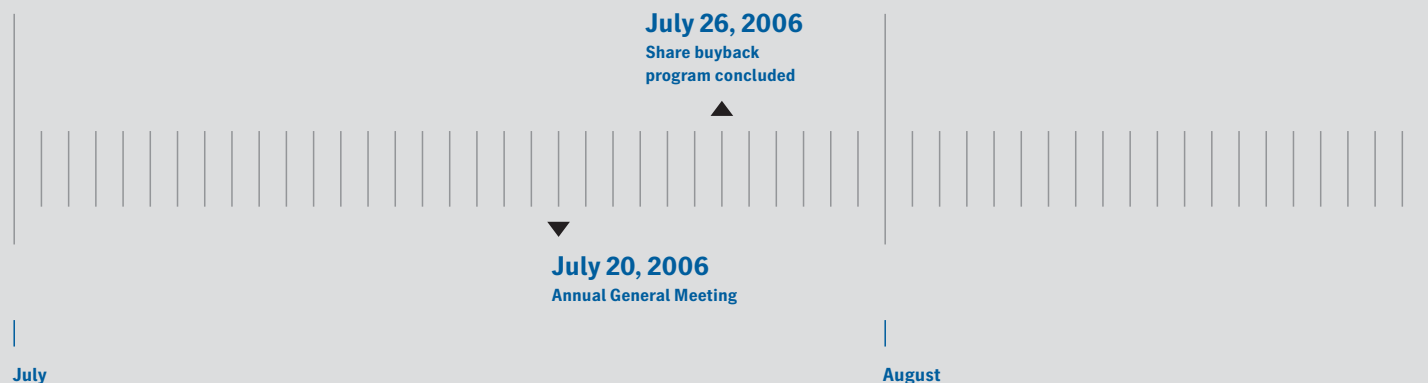 July 26, 2006
Share buyback
program concluded
July 20, 2006
Annual General Meeting
July
August